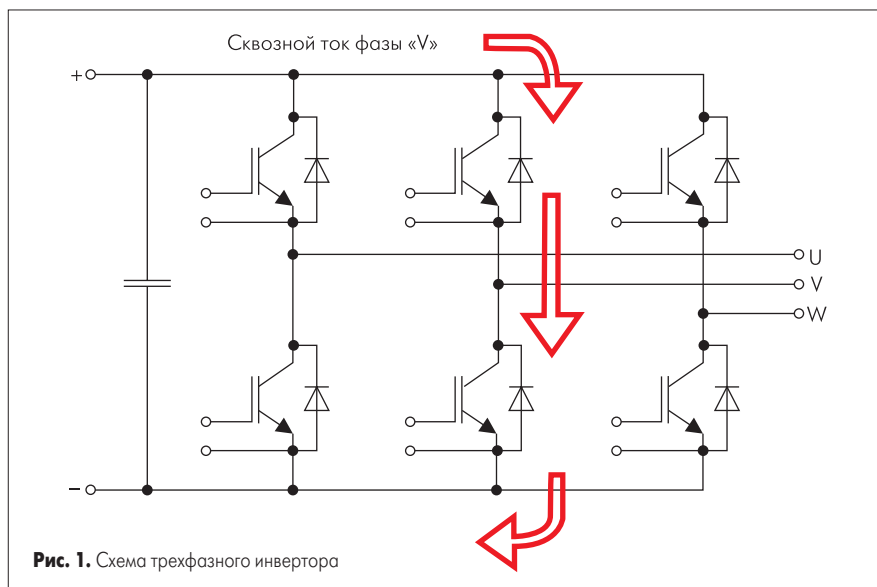 Сквозной ток фазы «V»
+
U
V
W
–
Рис. 1. Схема трехфазного инвертора